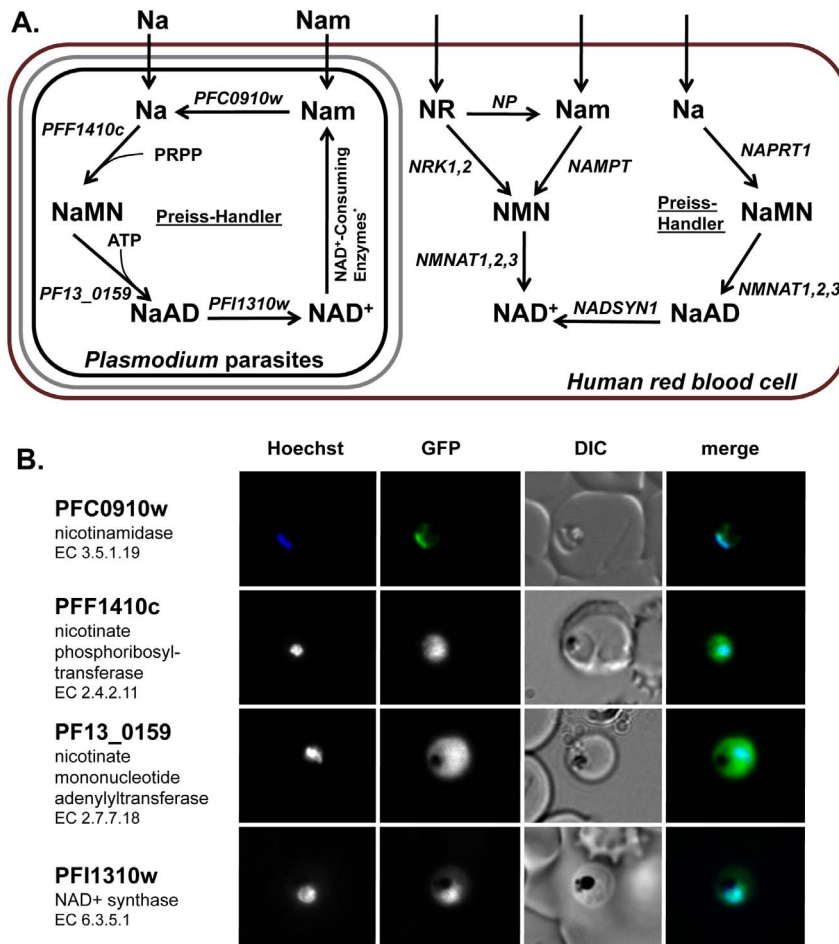 A.
Na
Nam
Na
PFC0910w
Nam
NR
NP
Nam
Na
PFF1410c
PRPP
NRK1,2
NAMPT
NAPRT1
NaMN
Preiss-Handler
NAD+-Consuming
Enzymes*
NMN
Preiss-
Handler
NaMN
ATP
PF13_0159
NMNAT1,2,3
NMNAT1,2,3
NaAD
PFI1310w
NAD+
NAD+
NADSYN1
NaAD
Plasmodium parasites
Human red blood cell
B.
Hoechst
GFP
DIC
merge
PFC0910w
nicotinamidase
EC 3.5.1.19
PFF1410c
nicotinate
phosphoribosyl-
transferase
EC 2.4.2.11
PF13_0159
nicotinate
mononucleotide
adenylyltransferase
EC 2.7.7.18
PFI1310w
NAD+ synthase
EC 6.3.5.1